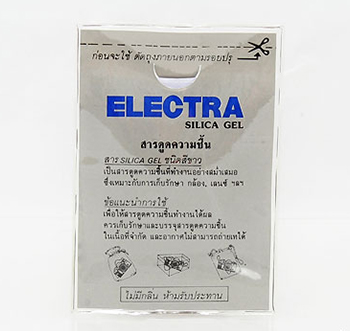 ก่อนจะใช้ ตัดถุงภายนอกตามรอยปรุ
ELECTRA
SILICA GEL
สารดูดความชื้น
สาร SILICA GEL ชนิดสีขาว
เป็นสารดูดความชื้นที่ทำงานอย่างสม่ำเสมอ
ซึ่งเหมาะกับการเก็บรักษา กล้อง, เลนซ์ ฯลฯ
ข้อแนะนำการใช้
เพื่อให้สารดูดความชื้นทำงานได้ผล
ควรเก็บรักษาและบรรจุสารดูดความชื้น
ในเนื้อที่จำกัด และอากาศไม่สามารถถ่ายเทได้
ไม่มีกลิ่น ห้ามรับประทาน